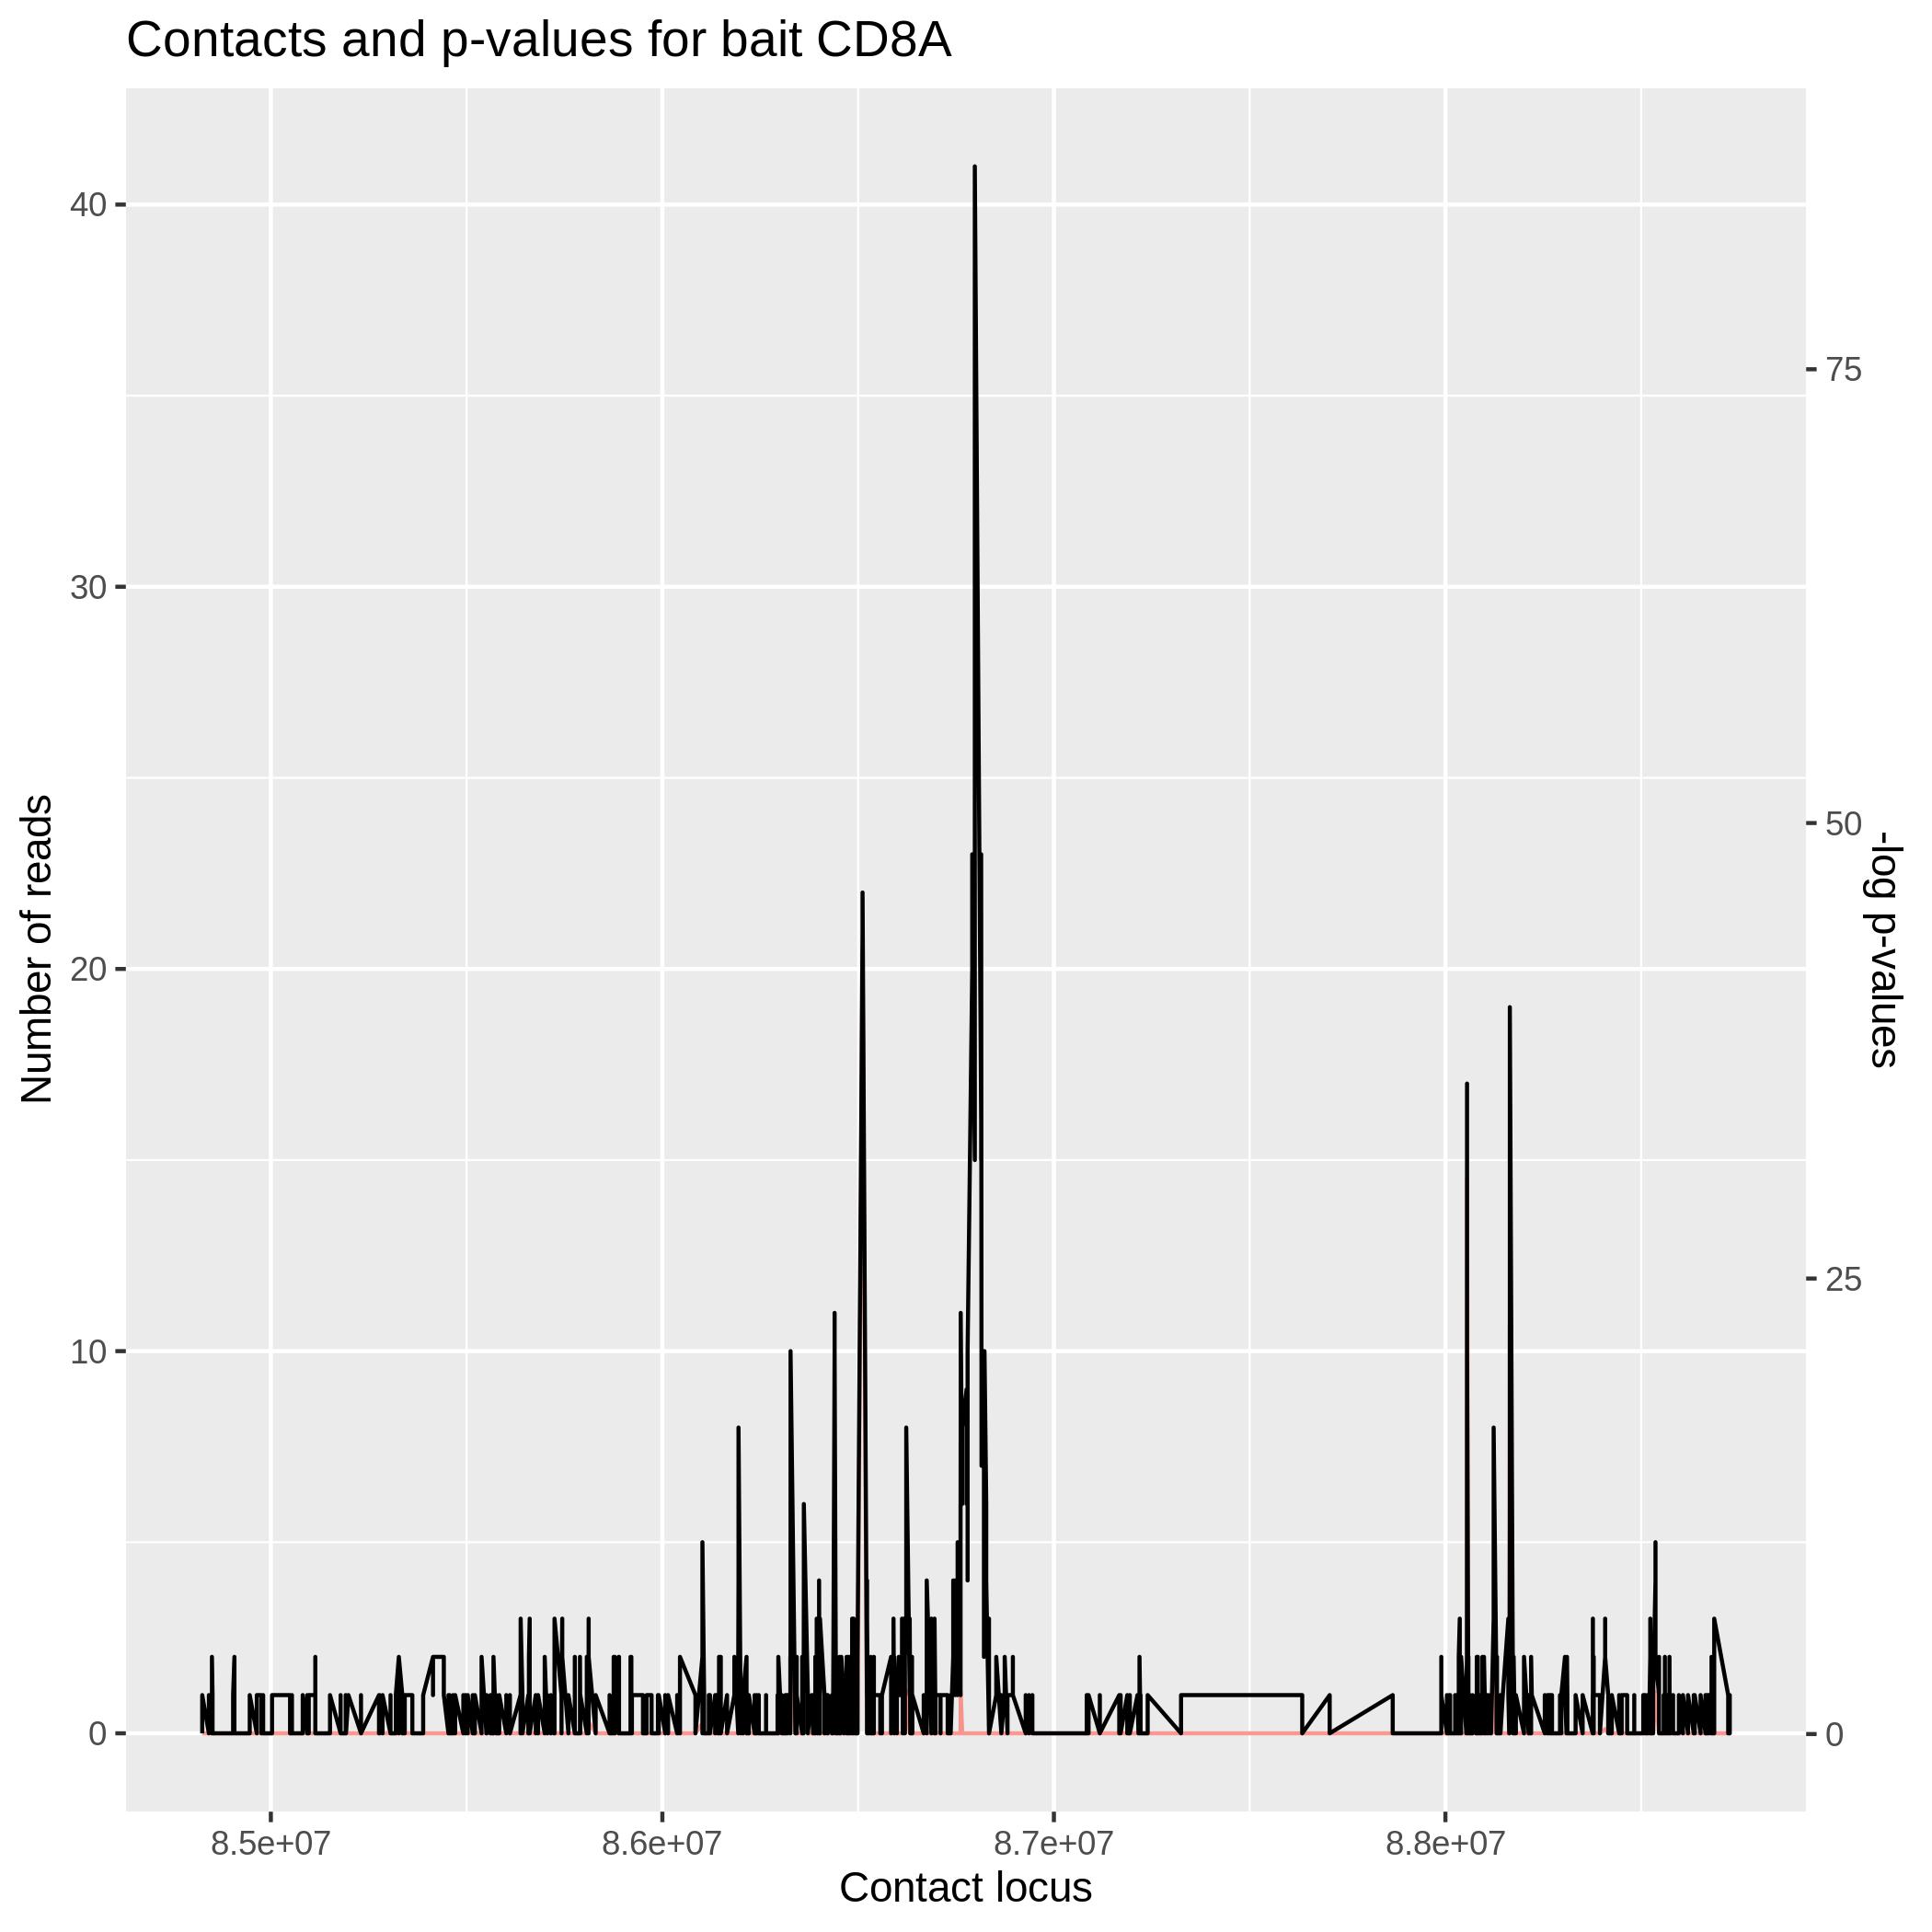 Contacts and p-values for bait CD8A
40
30
20
10
0
Number of reads
75
50
25
0
-log p-values
8.5e+07
8.6e+07
8.7e+07
8.8e+07
Contact locus